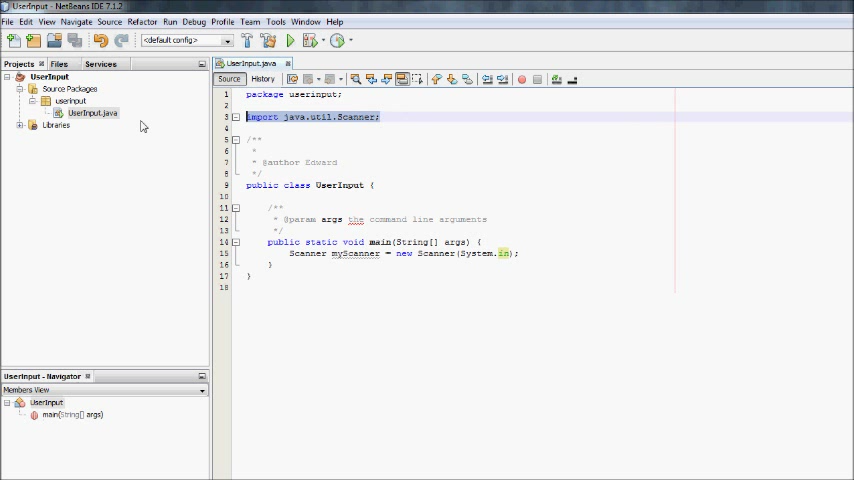 UserInput - NetBeans IDE 7.1.2
File Edit View Navigate Source Refactor Run Debug Profile Team Tools Window Help
<default config>
Projects Files Services
UserInput
Source Packages
userinput
UserInput.java
Libraries
UserInput - Navigator
Members View
UserInput
main(String[] args)
UserInput.java
Source History
1 package userinput;
2
3 import java.util.Scanner;
4
5 /**
6 *
7 * @author Edward
8 */
9 public class UserInput {
10
11 /**
12 * @param args the command line arguments
13 */
14 public static void main(String[] args) {
15 Scanner myScanner = new Scanner(System.in);
16 }
17 }
18